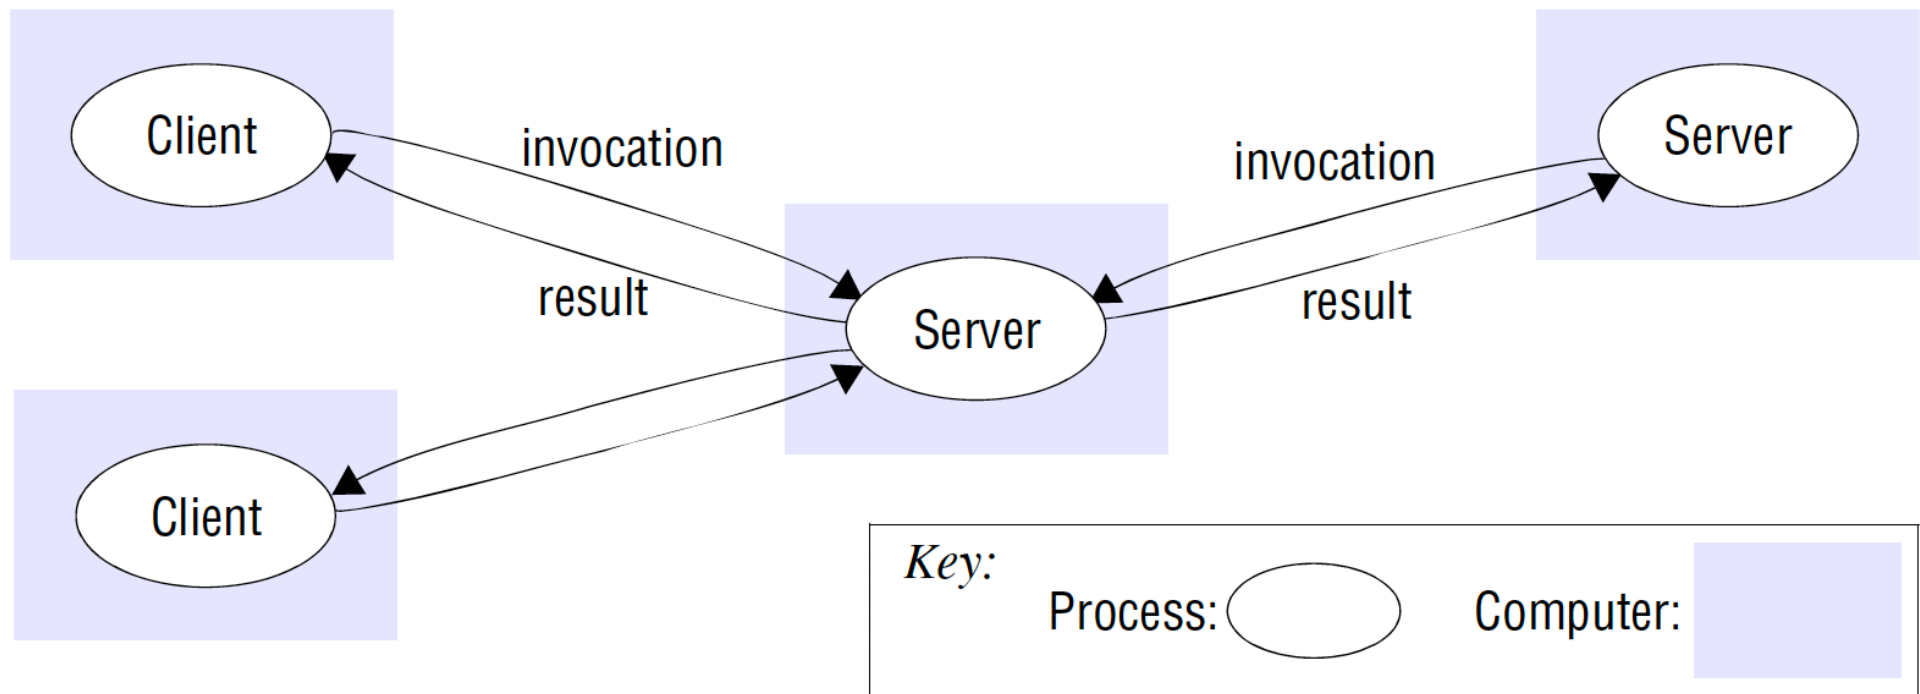 Client
invocation
invocation
Server
result
Server
result
Client
Key:
Process:
Computer: